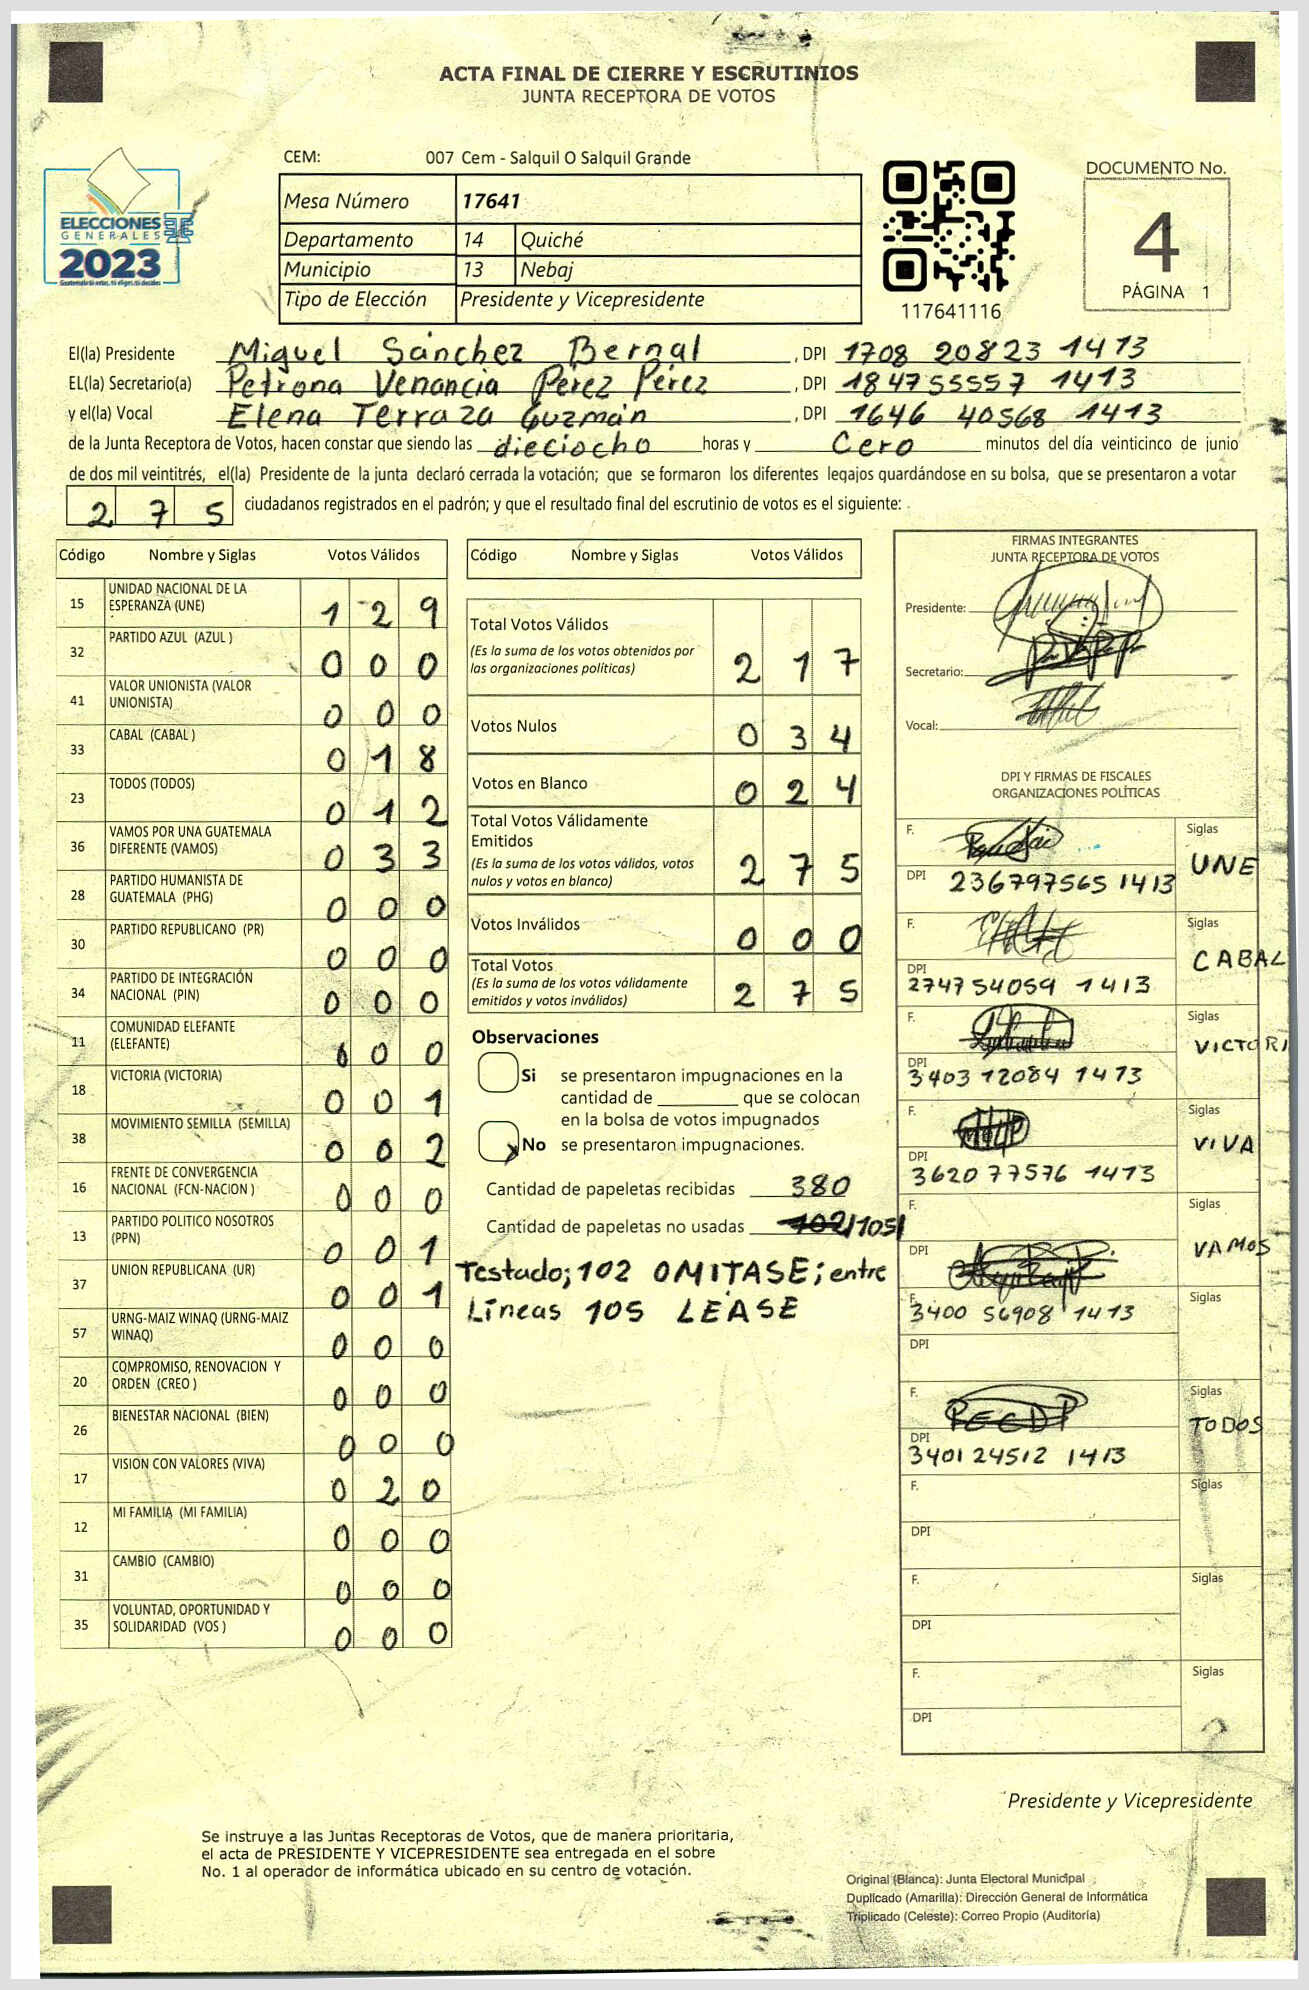 ACTA FINAL DE CIERRE Y ESCRUTINIOS
JUNTA RECEPTORA DE VOTOS
CEM: 007 Cem - Salquil O Salquil Grande
ELECCIONES
GENERALES
2023
Guatemala: tú votas, tú eliges, tú decides
Mesa Número 17641
Departamento 14 Quiché
Municipio 13 Nebaj
Tipo de Elección Presidente y Vicepresidente
117641116
DOCUMENTO No.
4
PÁGINA 1
El(la) Presidente Miguel Sánchez Bernal , DPI 1708 20823 1413
EL(la) Secretario(a) Petrona Venancia Pérez Pérez , DPI 1847 55557 1413
y el(la) Vocal Elena Terraza Guzmán , DPI 1646 40568 1413
de la Junta Receptora de Votos, hacen constar que siendo las dieciocho horas y Cero minutos del día veinticinco de junio
de dos mil veintitrés, el(la) Presidente de la junta declaró cerrada la votación; que se formaron los diferentes legajos guardándose en su bolsa, que se presentaron a votar
2 7 5 ciudadanos registrados en el padrón; y que el resultado final del escrutinio de votos es el siguiente:
Código Nombre y Siglas Votos Válidos
15 UNIDAD NACIONAL DE LA ESPERANZA (UNE) 1 2 9
32 PARTIDO AZUL (AZUL ) 0 0 0
41 VALOR UNIONISTA (VALOR UNIONISTA) 0 0 0
33 CABAL (CABAL ) 0 1 8
23 TODOS (TODOS) 0 1 2
36 VAMOS POR UNA GUATEMALA DIFERENTE (VAMOS) 0 3 3
28 PARTIDO HUMANISTA DE GUATEMALA (PHG) 0 0 0
30 PARTIDO REPUBLICANO (PR) 0 0 0
34 PARTIDO DE INTEGRACIÓN NACIONAL (PIN) 0 0 0
11 COMUNIDAD ELEFANTE (ELEFANTE) 0 0 0
18 VICTORIA (VICTORIA) 0 0 1
38 MOVIMIENTO SEMILLA (SEMILLA) 0 0 2
16 FRENTE DE CONVERGENCIA NACIONAL (FCN-NACION ) 0 0 0
13 PARTIDO POLITICO NOSOTROS (PPN) 0 0 1
37 UNION REPUBLICANA (UR) 0 0 1
57 URNG-MAIZ WINAQ (URNG-MAIZ WINAQ) 0 0 0
20 COMPROMISO, RENOVACION Y ORDEN (CREO ) 0 0 0
26 BIENESTAR NACIONAL (BIEN) 0 0 0
17 VISION CON VALORES (VIVA) 0 2 0
12 MI FAMILIA (MI FAMILIA) 0 0 0
31 CAMBIO (CAMBIO) 0 0 0
35 VOLUNTAD, OPORTUNIDAD Y SOLIDARIDAD (VOS ) 0 0 0
Código Nombre y Siglas Votos Válidos
Total Votos Válidos
(Es la suma de los votos obtenidos por
las organizaciones políticas) 2 1 7
Votos Nulos 0 3 4
Votos en Blanco 0 2 4
Total Votos Válidamente
Emitidos
(Es la suma de los votos válidos, votos
nulos y votos en blanco) 2 7 5
Votos Inválidos 0 0 0
Total Votos
(Es la suma de los votos válidamente
emitidos y votos inválidos) 2 7 5
Observaciones
Si se presentaron impugnaciones en la
cantidad de ________ que se colocan
en la bolsa de votos impugnados
No se presentaron impugnaciones.
Cantidad de papeletas recibidas 380
Cantidad de papeletas no usadas 102/105/
Testado; 102 OMITASE; entre
Líneas 105 LEASE
FIRMAS INTEGRANTES
JUNTA RECEPTORA DE VOTOS
Presidente:
Secretario:
Vocal:
DPI Y FIRMAS DE FISCALES
ORGANIZACIONES POLÍTICAS
F. Siglas UNE
DPI 236797565 1413
F. Siglas CABAL
DPI 2747 54059 1413
F. Siglas VICTORI
DPI 3403 12084 1413
F. Siglas VIVA
DPI 3620 77576 1413
F. Siglas VAMOS
DPI
F. 3400 56908 1413 Siglas
DPI
F. Siglas TODOS
DPI 3401 24512 1413
F. Siglas
DPI
F. Siglas
DPI
F. Siglas
DPI
Presidente y Vicepresidente
Se instruye a las Juntas Receptoras de Votos, que de manera prioritaria,
el acta de PRESIDENTE Y VICEPRESIDENTE sea entregada en el sobre
No. 1 al operador de informática ubicado en su centro de votación.
Original (Blanca): Junta Electoral Municipal
Duplicado (Amarilla): Dirección General de Informática
Triplicado (Celeste): Correo Propio (Auditoría)